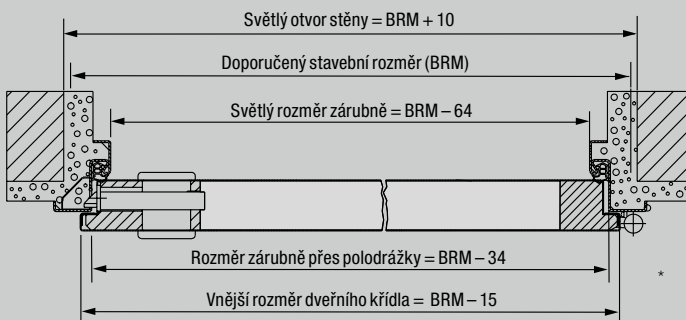 Světlý otvor stěny = BRM + 10
Doporučený stavební rozměr (BRM)
Světlý rozměr zárubně = BRM – 64
Rozměr zárubně přes polodrážky = BRM – 34
*
Vnější rozměr dveřního křídla = BRM – 15